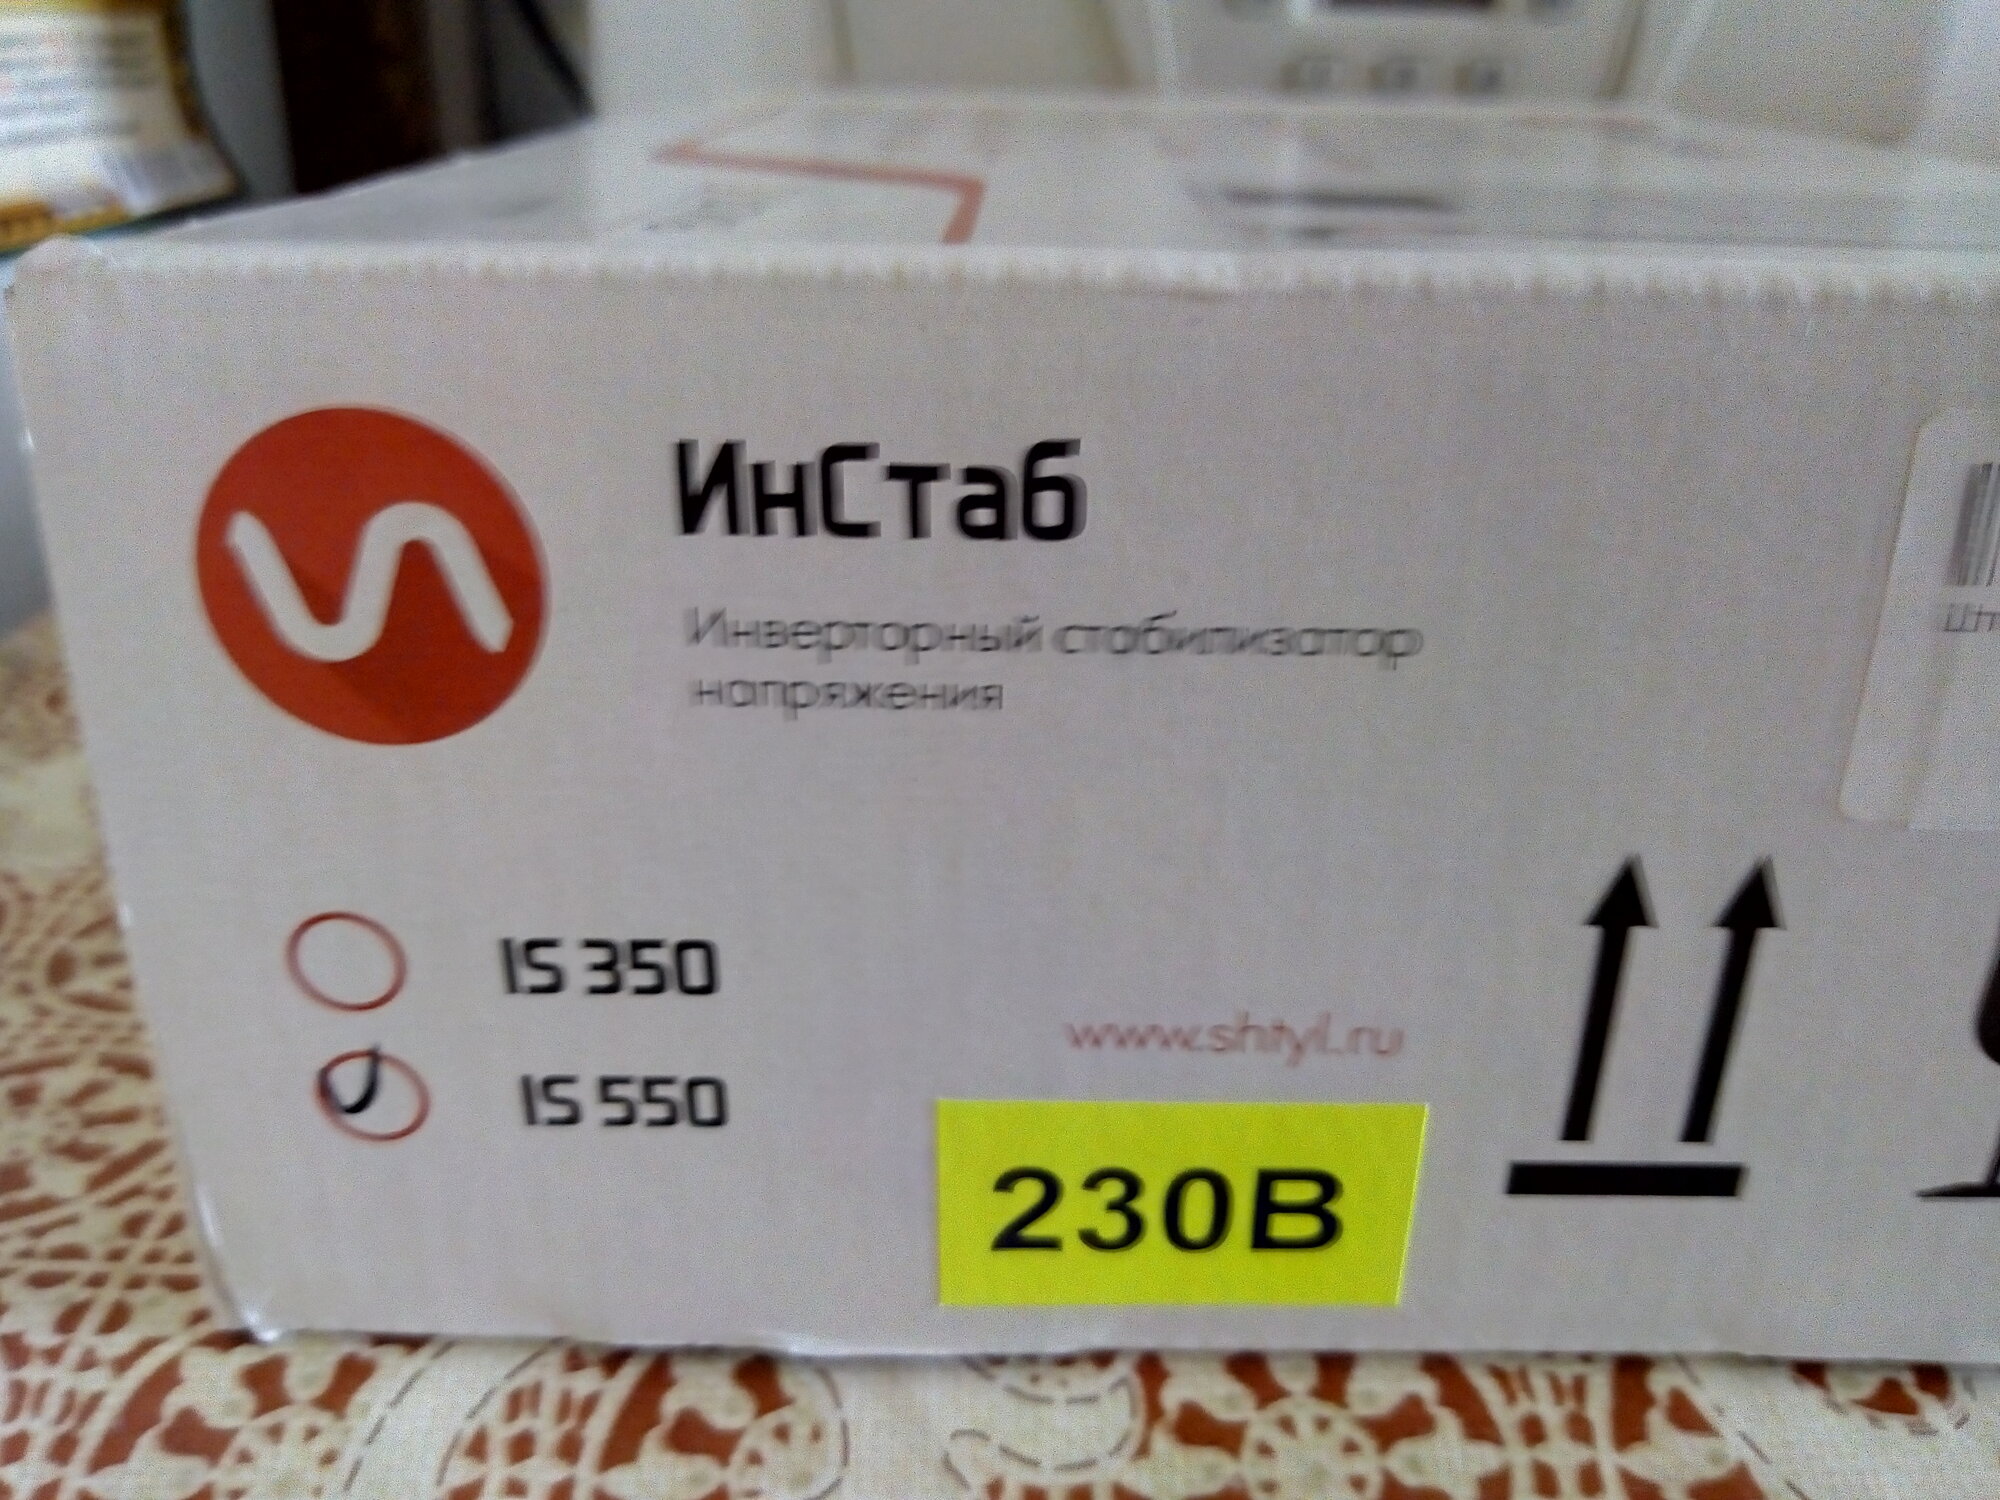 ИнСтаб
Инверторный стабилизатор
напряжения
IS 350
IS 550
www.shtyl.ru
230В